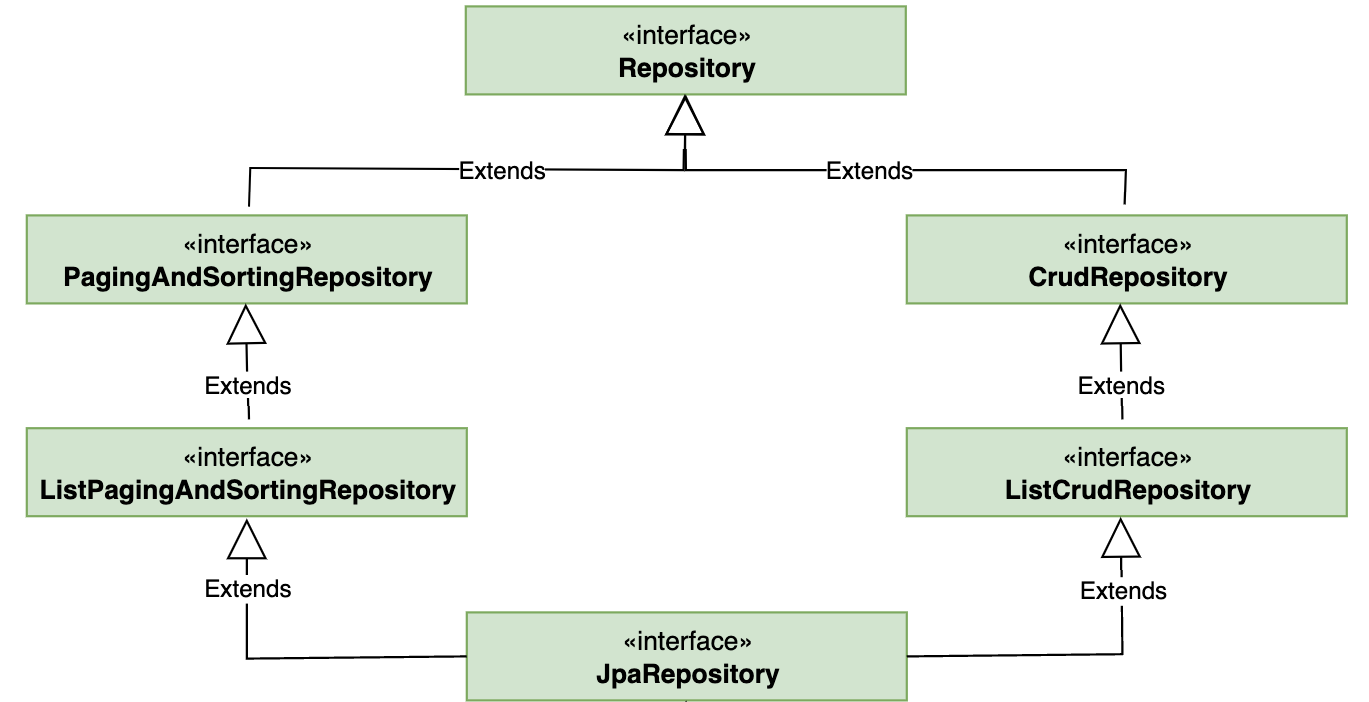 «interface»
Repository
Extends
Extends
«interface»
PagingAndSortingRepository
«interface»
CrudRepository
Extends
Extends
«interface»
ListPagingAndSortingRepository
«interface»
ListCrudRepository
Extends
Extends
«interface»
JpaRepository